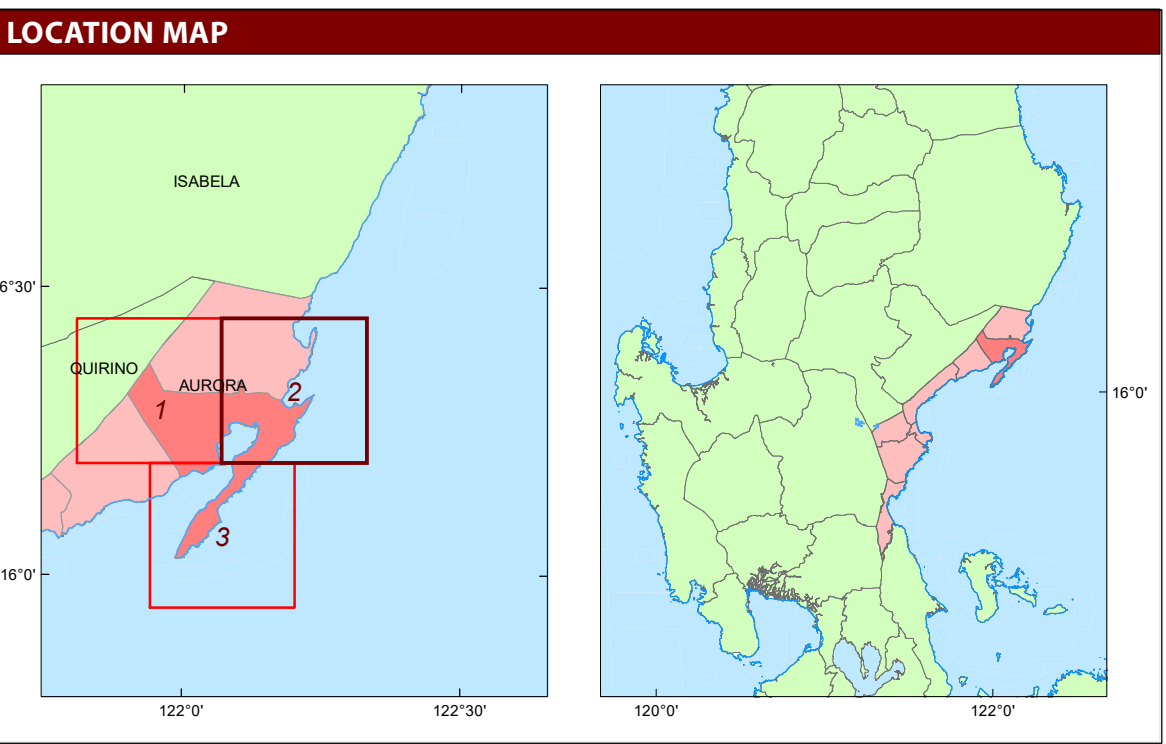 LOCATION MAP
ISABELA
6°30'
QUIRINO
AURORA
1
2
3
16°0'
122°0'
122°30'
16°0'
120°0'
122°0'